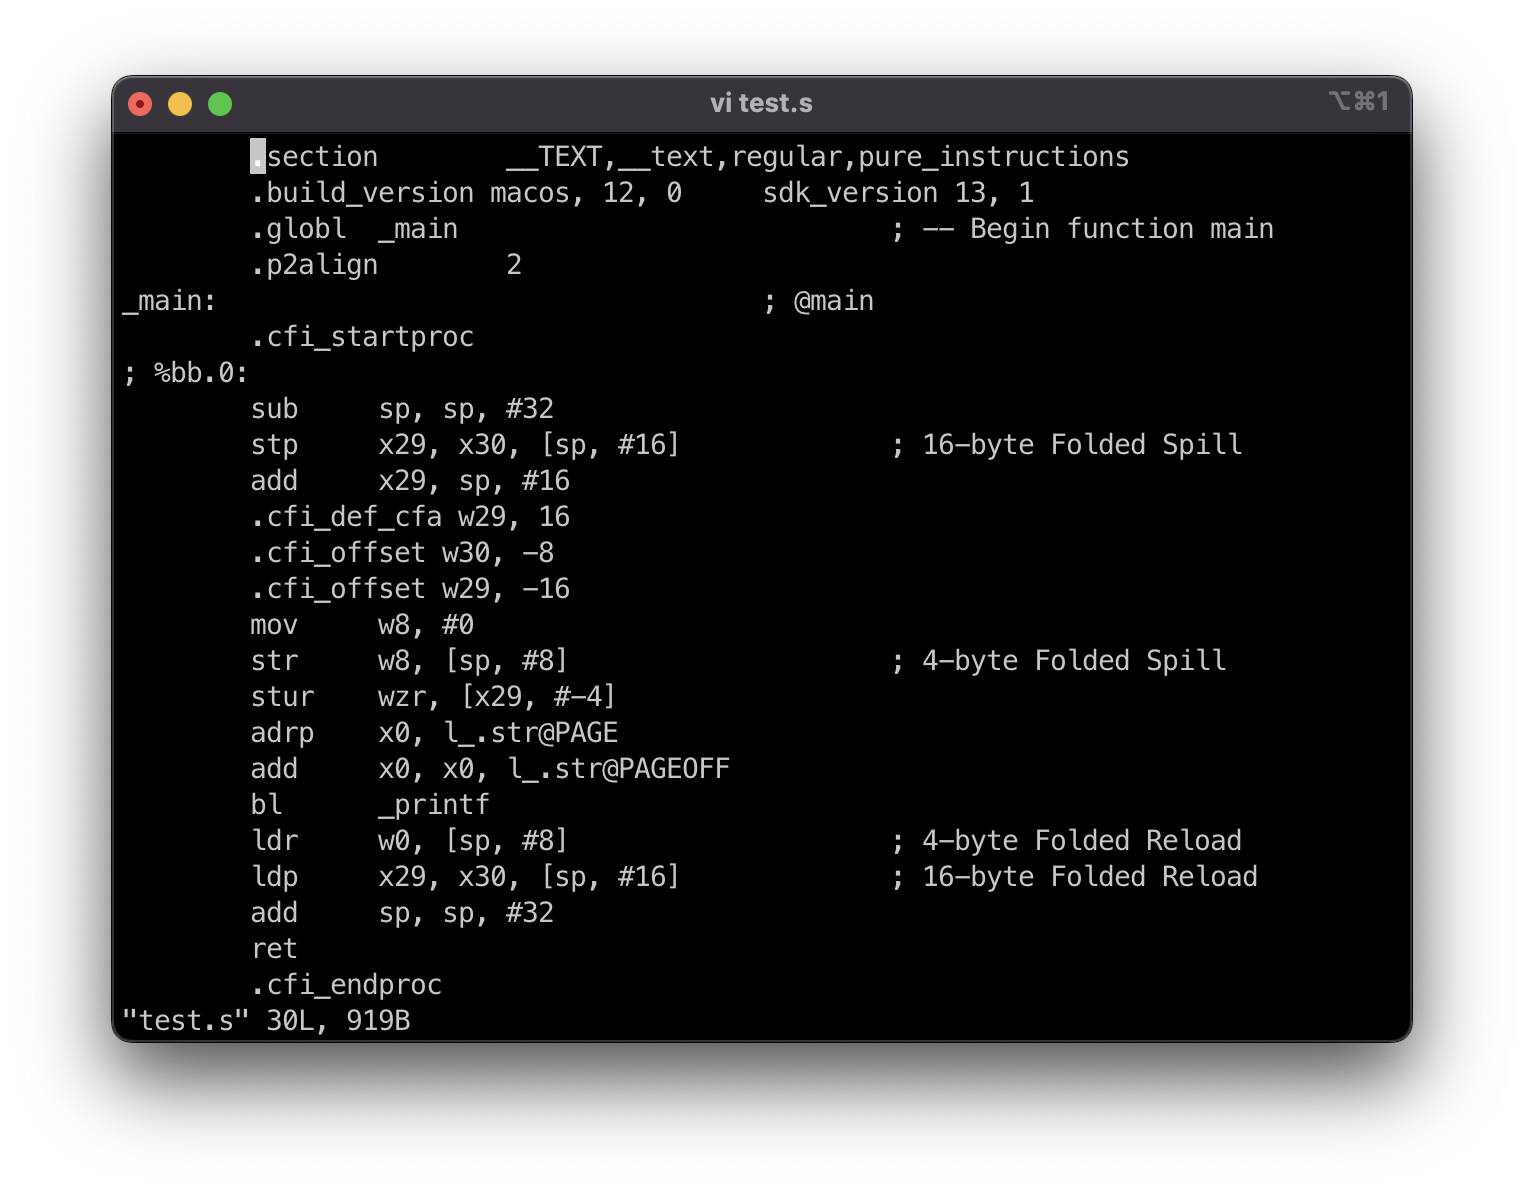 vi test.s ⌥⌘1
.section __TEXT,__text,regular,pure_instructions
.build_version macos, 12, 0 sdk_version 13, 1
.globl _main ; -- Begin function main
.p2align 2
_main: ; @main
.cfi_startproc
; %bb.0:
sub sp, sp, #32
stp x29, x30, [sp, #16] ; 16-byte Folded Spill
add x29, sp, #16
.cfi_def_cfa w29, 16
.cfi_offset w30, -8
.cfi_offset w29, -16
mov w8, #0
str w8, [sp, #8] ; 4-byte Folded Spill
stur wzr, [x29, #-4]
adrp x0, l_.str@PAGE
add x0, x0, l_.str@PAGEOFF
bl _printf
ldr w0, [sp, #8] ; 4-byte Folded Reload
ldp x29, x30, [sp, #16] ; 16-byte Folded Reload
add sp, sp, #32
ret
.cfi_endproc
"test.s" 30L, 919B